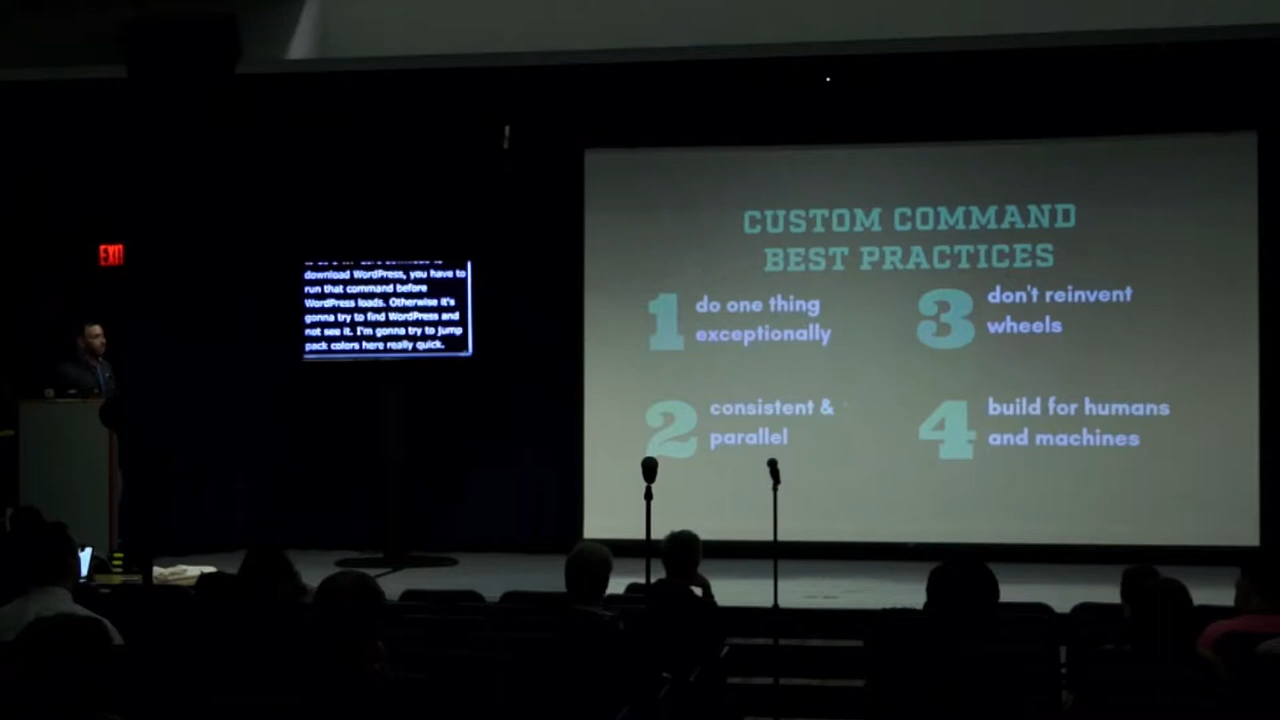 EXIT
download WordPress, you have to
run that command before
WordPress loads. Otherwise it's
gonna try to find WordPress and
not see it. I'm gonna try to jump
pack colors here really quick.
CUSTOM COMMAND
BEST PRACTICES
1 do one thing
exceptionally
2 consistent &
parallel
3 don't reinvent
wheels
4 build for humans
and machines